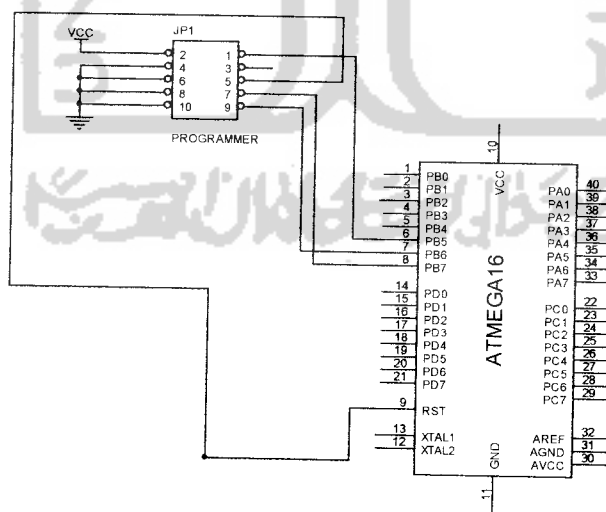 VCC
JP1
2 1
4 3
6 5
8 7
10 9
PROGRAMMER
10
VCC
ATMEGA16
GND
11
1 PB0
2 PB1
3 PB2
4 PB3
5 PB4
6 PB5
7 PB6
8 PB7
14 PD0
15 PD1
16 PD2
17 PD3
18 PD4
19 PD5
20 PD6
21 PD7
9 RST
13 XTAL1
12 XTAL2
PA0 40
PA1 39
PA2 38
PA3 37
PA4 36
PA5 35
PA6 34
PA7 33
PC0 22
PC1 23
PC2 24
PC3 25
PC4 26
PC5 27
PC6 28
PC7 29
AREF 32
AGND 31
AVCC 30